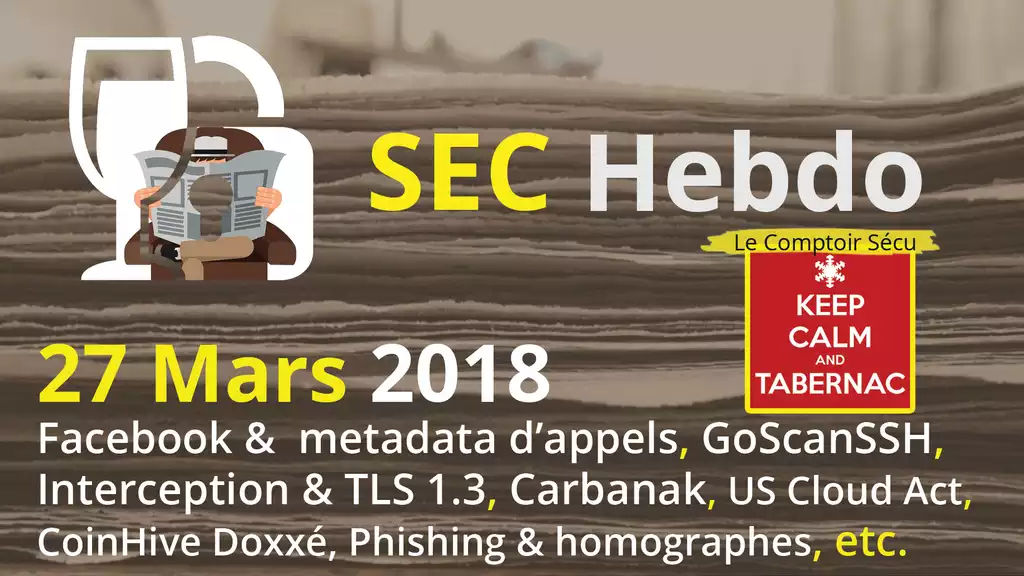 SEC Hebdo
Le Comptoir Sécu
KEEP
CALM
AND
TABERNAC
27 Mars 2018
Facebook & metadata d’appels, GoScanSSH,
Interception & TLS 1.3, Carbanak, US Cloud Act,
CoinHive Doxxé, Phishing & homographes, etc.